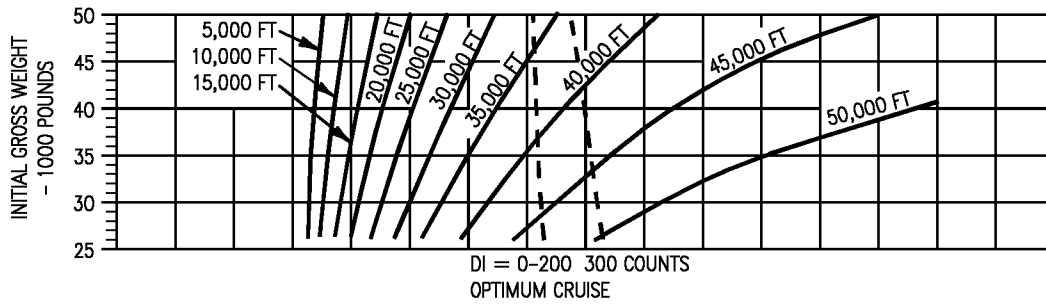 INITIAL GROSS WEIGHT
– 1000 POUNDS
50
45
40
35
30
25
5,000 FT
10,000 FT
15,000 FT
20,000 FT
25,000 FT
30,000 FT
35,000 FT
40,000 FT
45,000 FT
50,000 FT
DI = 0-200 300 COUNTS
OPTIMUM CRUISE